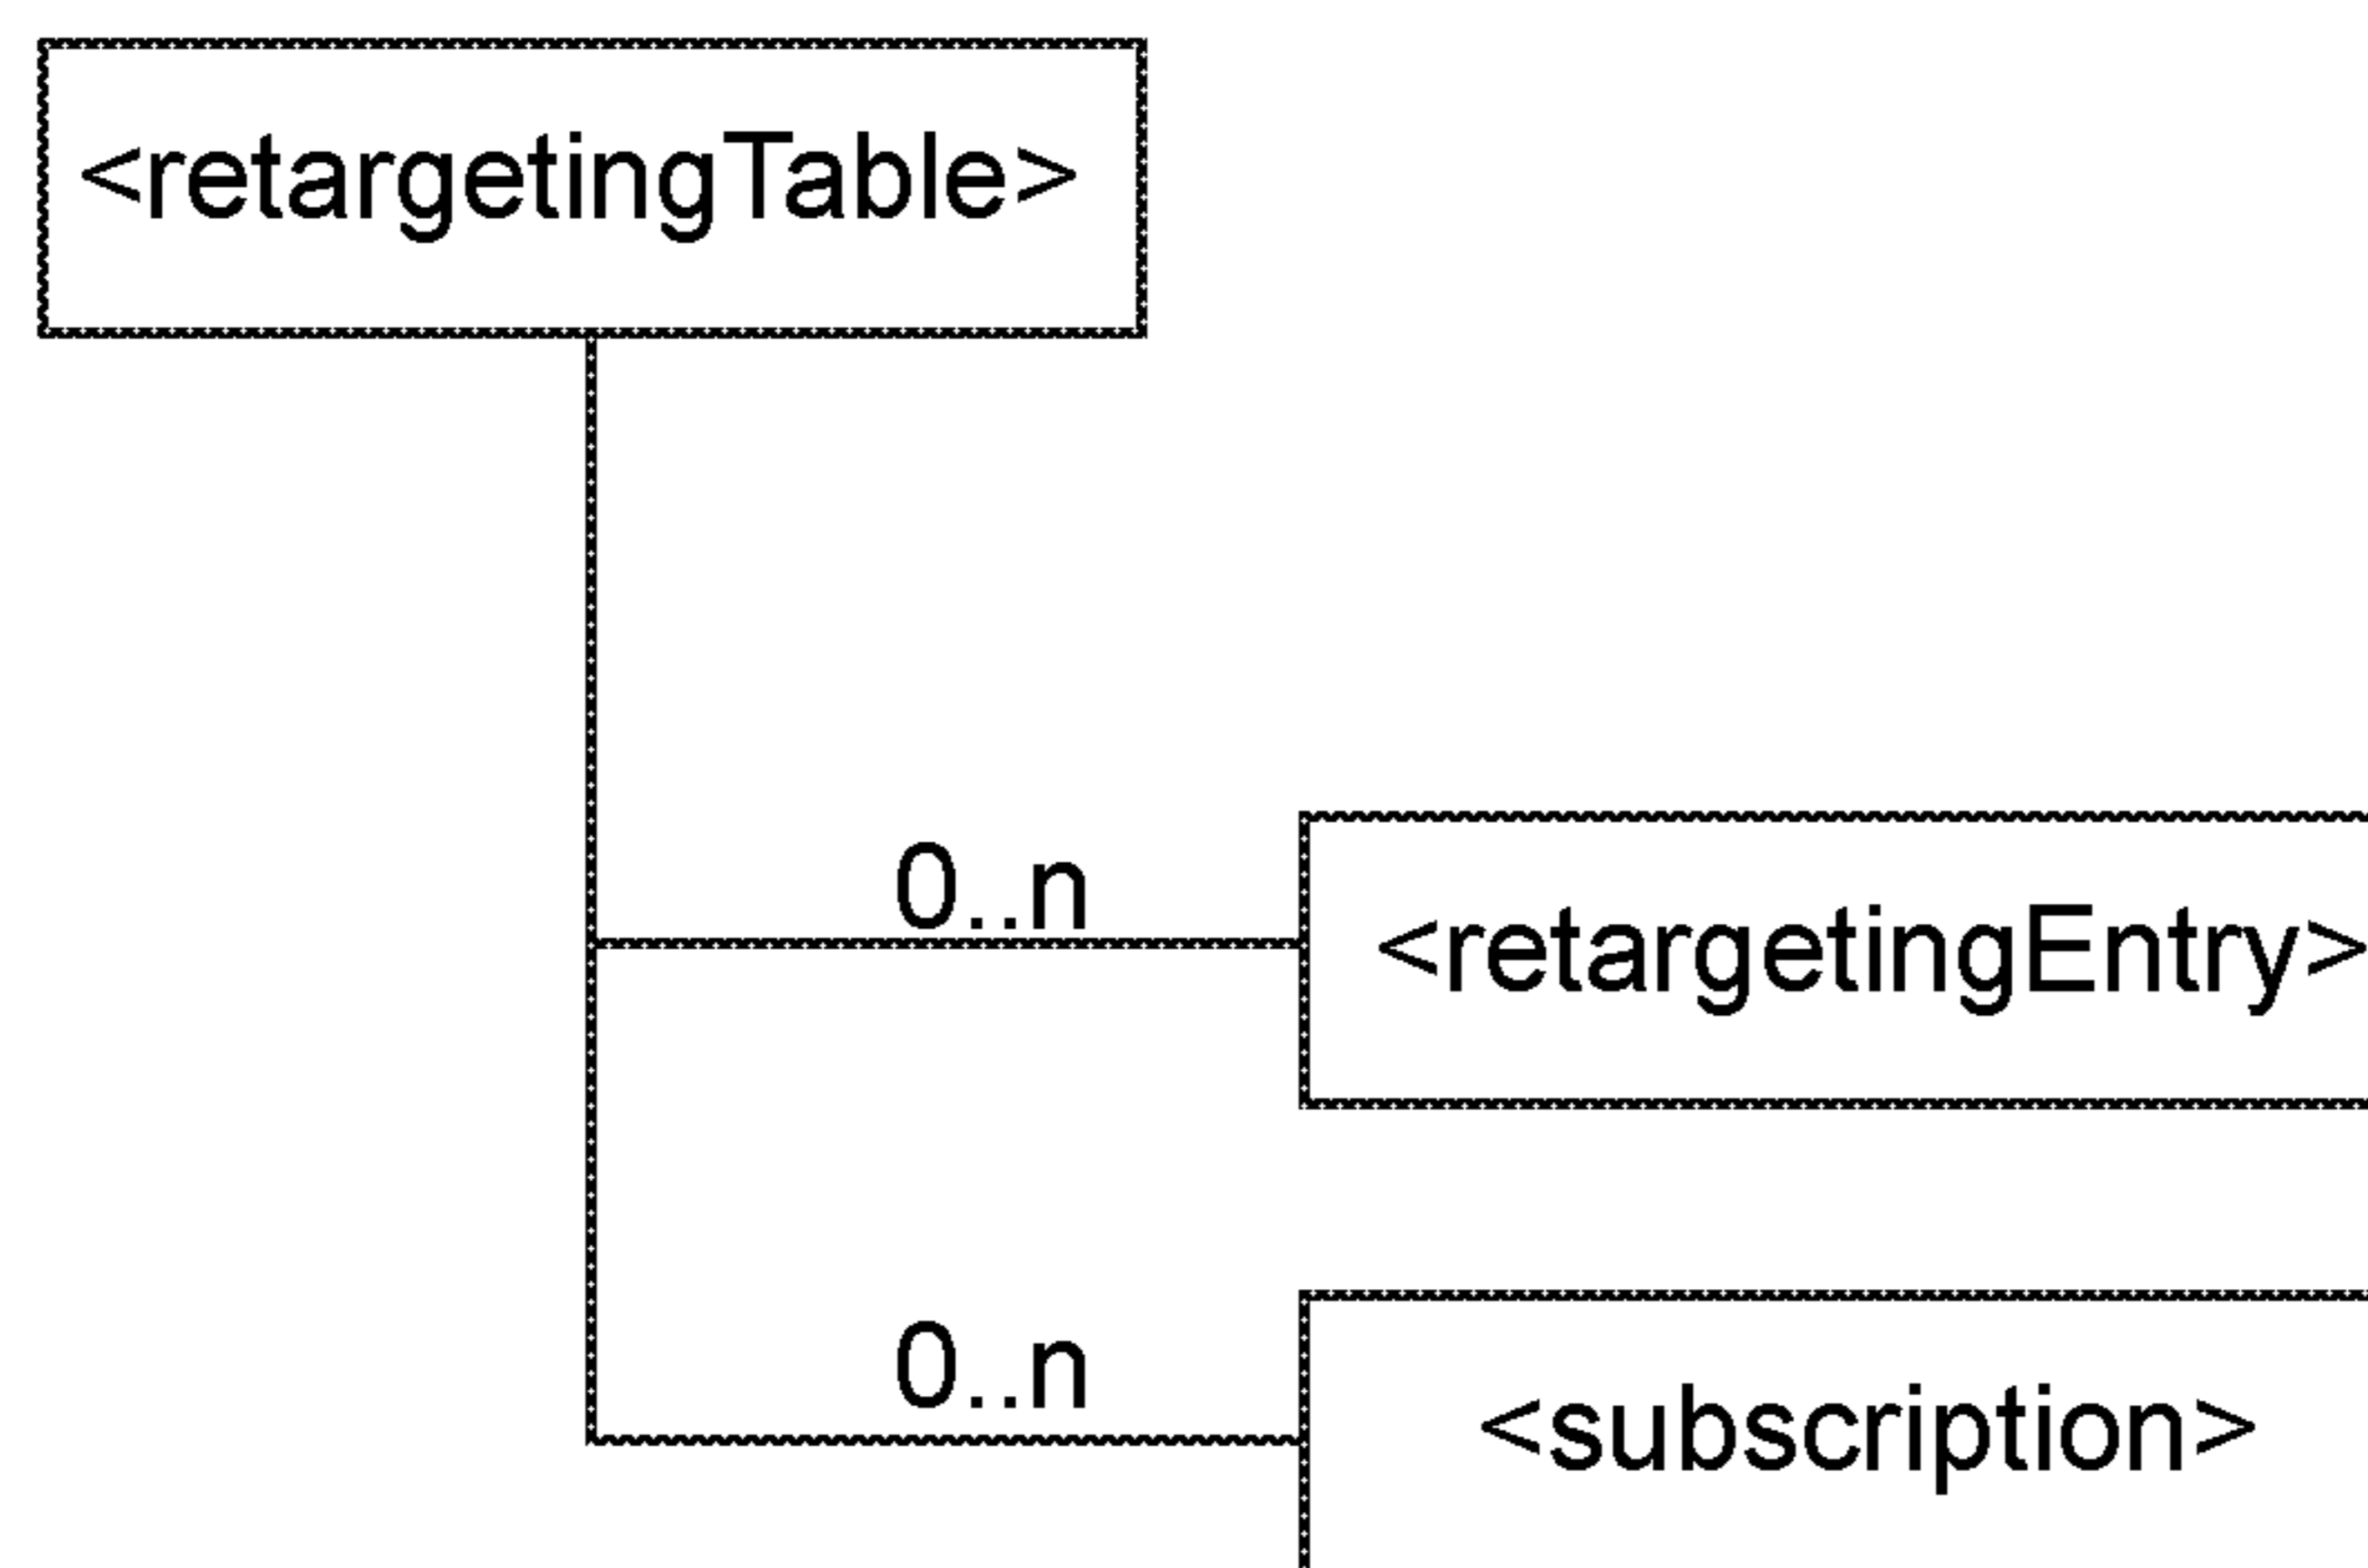 <retargetingTable>
0..n
<retargetingEntry>
0..n
<subscription>